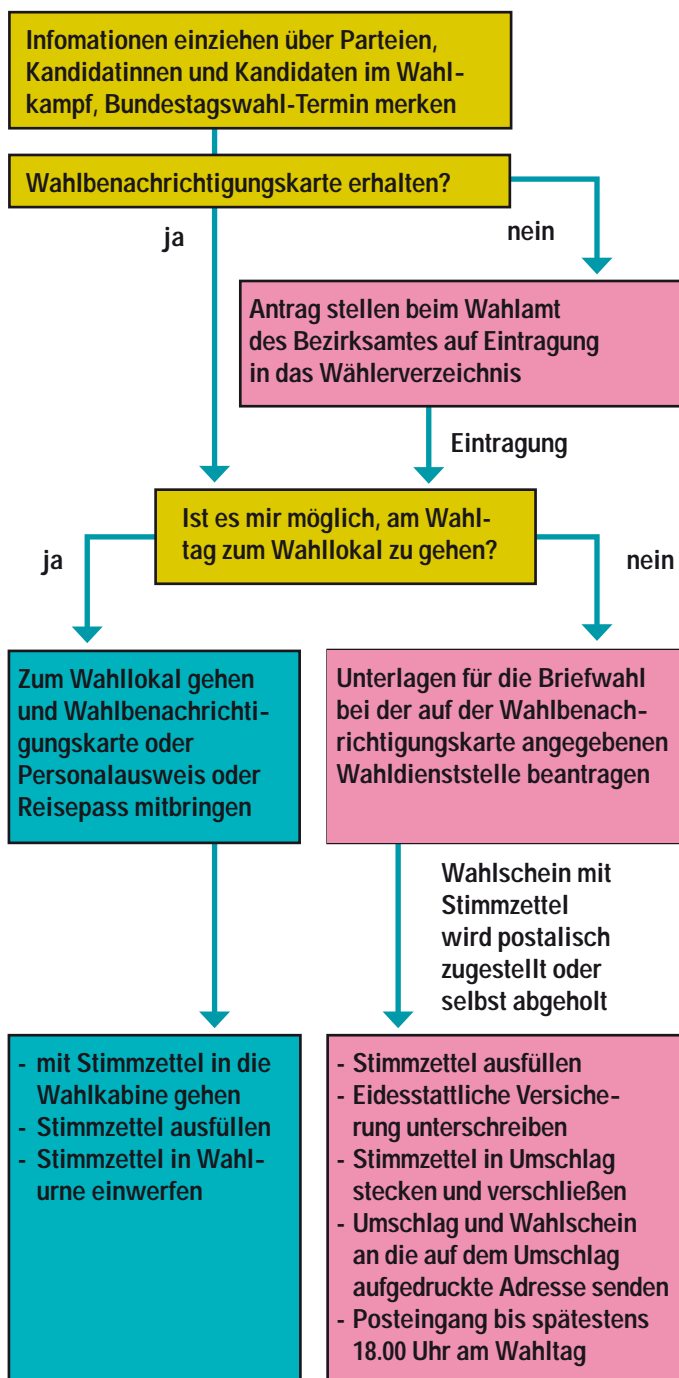 Infomationen einziehen über Parteien,
Kandidatinnen und Kandidaten im Wahl-
kampf, Bundestagswahl-Termin merken
Wahlbenachrichtigungskarte erhalten?
ja
nein
Antrag stellen beim Wahlamt
des Bezirksamtes auf Eintragung
in das Wählerverzeichnis
Eintragung
Ist es mir möglich, am Wahl-
tag zum Wahllokal zu gehen?
ja
nein
Zum Wahllokal gehen
und Wahlbenachrichti-
gungskarte oder
Personalausweis oder
Reisepass mitbringen
Unterlagen für die Briefwahl
bei der auf der Wahlbenach-
richtigungskarte angegebenen
Wahldienststelle beantragen
Wahlschein mit
Stimmzettel
wird postalisch
zugestellt oder
selbst abgeholt
- mit Stimmzettel in die
Wahlkabine gehen
- Stimmzettel ausfüllen
- Stimmzettel in Wahl-
urne einwerfen
- Stimmzettel ausfüllen
- Eidesstattliche Versiche-
rung unterschreiben
- Stimmzettel in Umschlag
stecken und verschließen
- Umschlag und Wahlschein
an die auf dem Umschlag
aufgedruckte Adresse senden
- Posteingang bis spätestens
18.00 Uhr am Wahltag